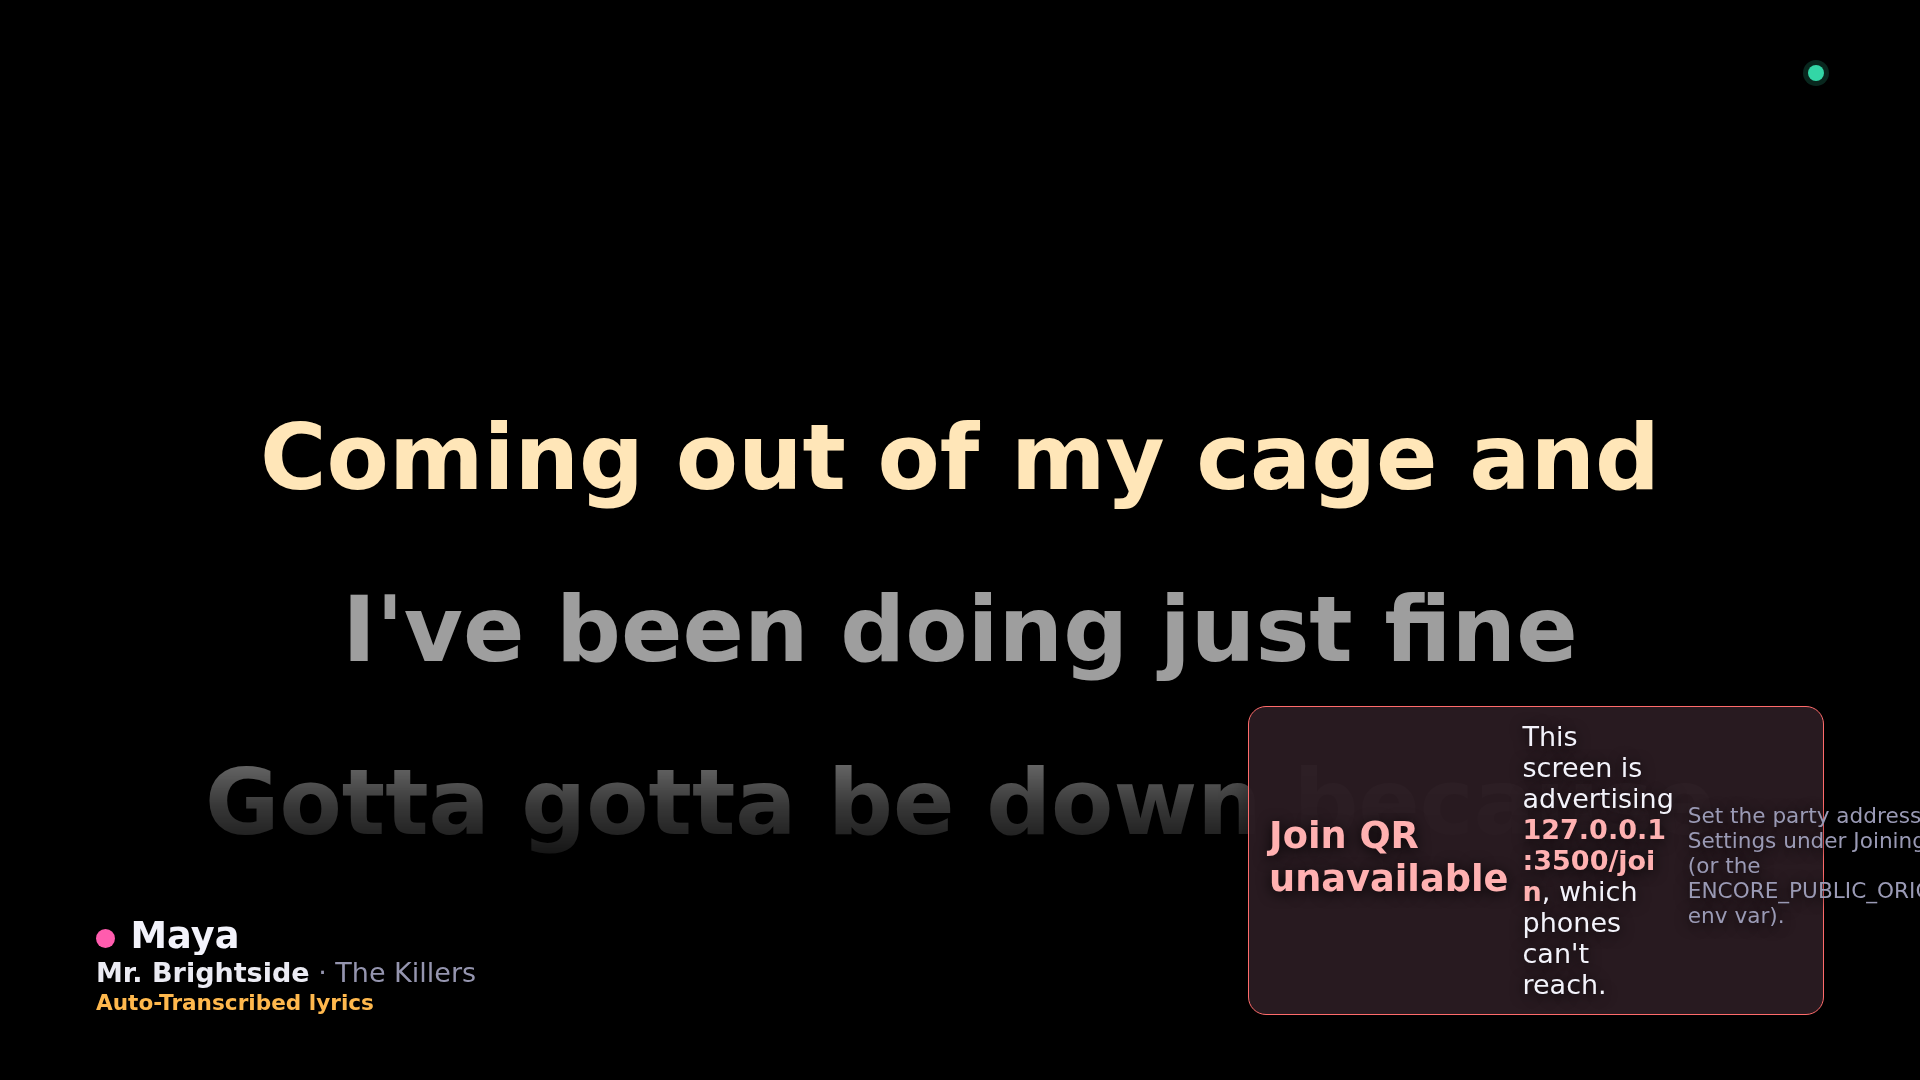 Coming out of my cage and
I've been doing just fine
Gotta gotta be down
Join QR
unavailable
This
screen is
advertising
127.0.0.1
:3500/joi
n, which
phones
can't
reach.
Set the party address
Settings under Joining
(or the
env var).
Maya
Mr. Brightside · The Killers
Auto-Transcribed lyrics